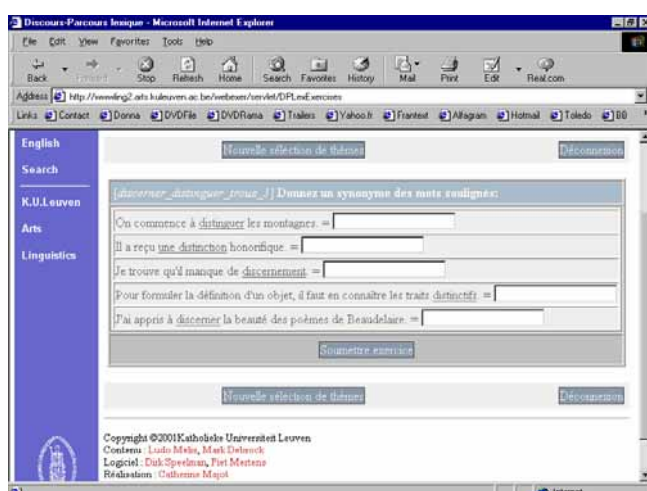 Discours-Parcours lexique - Microsoft Internet Explorer
File Edit View Favorites Tools Help
Back Forward Stop Refresh Home Search Favorites History Mail Print Edit Real.com
Address http://wwwling2.arts.kuleuven.ac.be/webexer/servlet/DPLexExercises
Links Contact Donna DVDFile DVDRama Trailers Yahoo.fr Frantext Alfagram Hotmail Toledo BB
English
Search
K.U.Leuven
Arts
Linguistics
Nouvelle sélection de thèmes Déconnexion
[discerner_distinguer_trous_3] Donnez un synonyme des mots soulignés:
On commence à distinguer les montagnes. =
Il a reçu une distinction honorifique. =
Je trouve qu'il manque de discernement. =
Pour formuler la définition d'un objet, il faut en connaître les traits distinctifs. =
J'ai appris à discerner la beauté des poèmes de Beaudelaire. =
Soumettre exercice
Nouvelle sélection de thèmes Déconnexion
Copyright ©2001Katholieke Universiteit Leuven
Contenu : Ludo Melis, Mark Debrock
Logiciel : Dirk Speelman, Piet Mertens
Réalisation : Catherine Majot
Internet